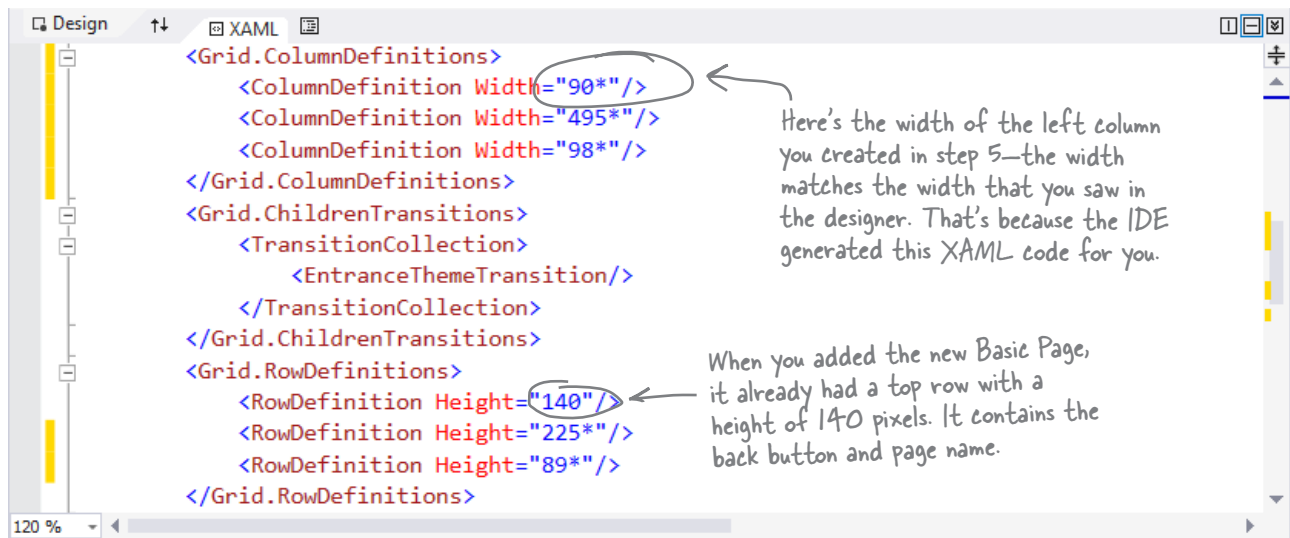 Design
XAML
<Grid.ColumnDefinitions>
<ColumnDefinition Width="90*"/>
<ColumnDefinition Width="495*"/>
<ColumnDefinition Width="98*"/>
</Grid.ColumnDefinitions>
<Grid.ChildrenTransitions>
<TransitionCollection>
<EntranceThemeTransition/>
</TransitionCollection>
</Grid.ChildrenTransitions>
<Grid.RowDefinitions>
<RowDefinition Height="140"/>
<RowDefinition Height="225*"/>
<RowDefinition Height="89*"/>
</Grid.RowDefinitions>
Here's the width of the left column
you created in step 5—the width
matches the width that you saw in
the designer. That's because the IDE
generated this XAML code for you.
When you added the new Basic Page,
it already had a top row with a
height of 140 pixels. It contains the
back button and page name.
120 %